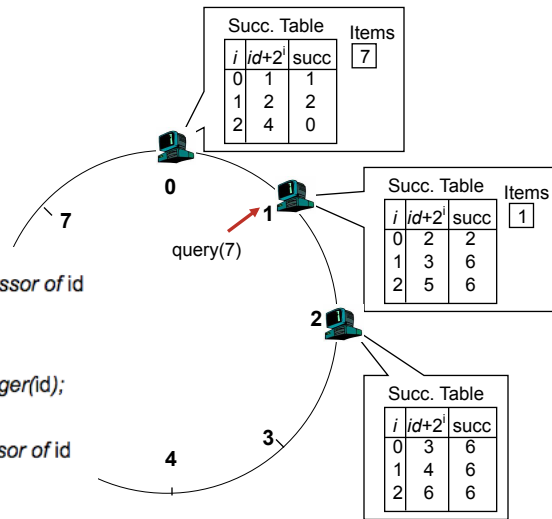 Succ. Table
Items
i id+2^i succ
7
0 1 1
1 2 2
2 4 0
0
7
1
query(7)
Succ. Table
Items
i id+2^i succ
1
0 2 2
1 3 6
2 5 6
ssor of id
2
ger(id);
Succ. Table
i id+2^i succ
0 3 6
1 4 6
2 6 6
sor of id
3
4